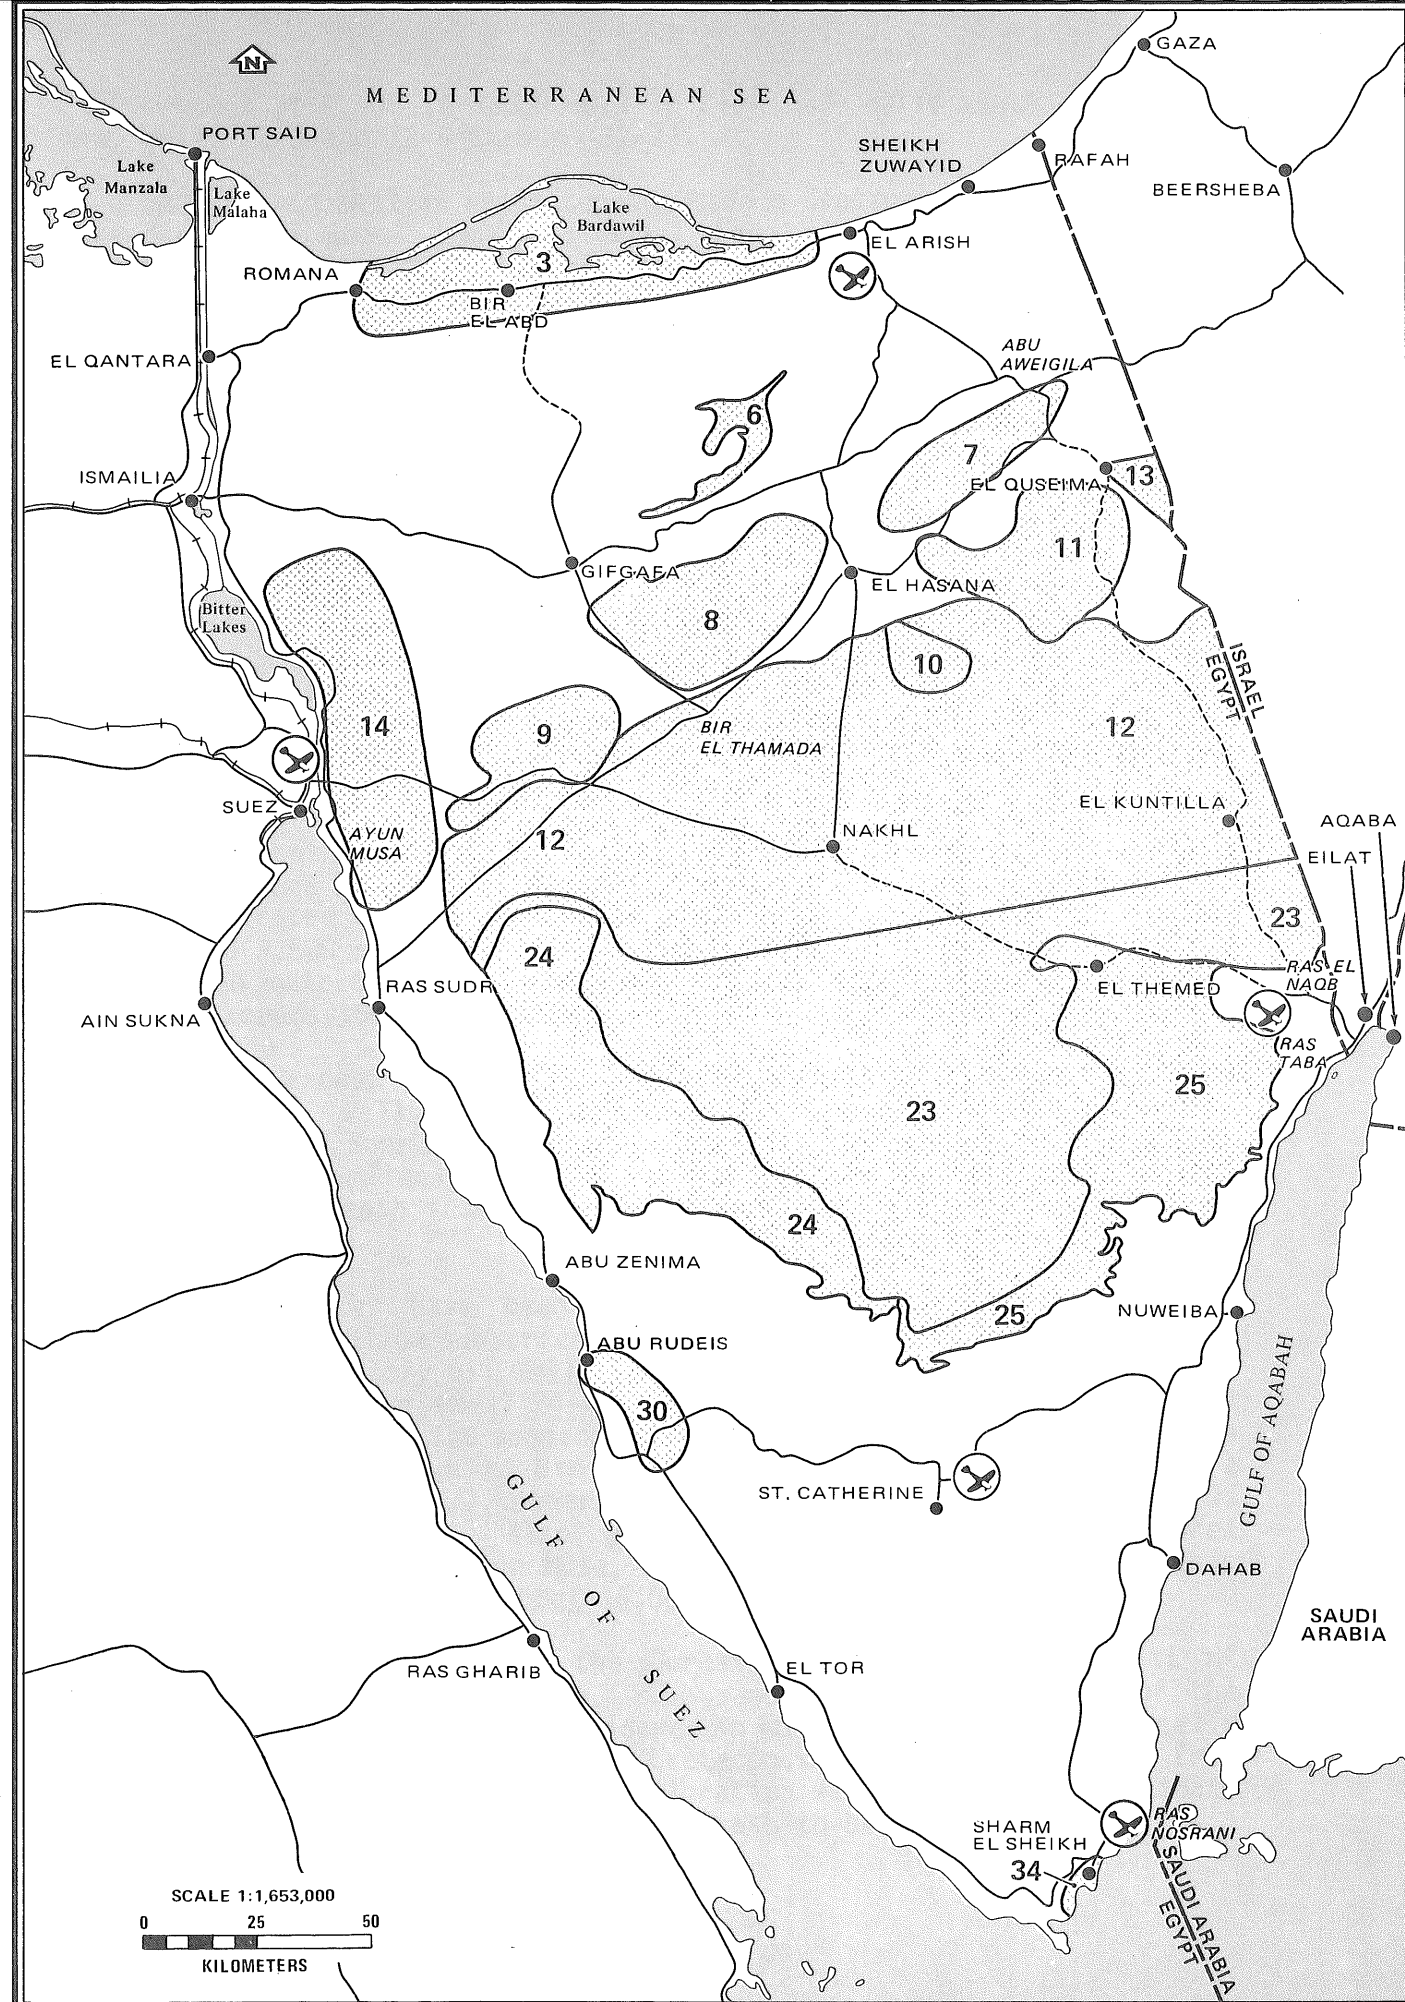 GAZA
N
MEDITERRANEAN SEA
PORT SAID
SHEIKH
ZUWAYID
RAFAH
Lake
Manzala
BEERSHEBA
Lake
Malaha
Lake
Bardawil
EL ARISH
ROMANA
3
BIR
EL ABD
ABU
AWEIGILA
EL QANTARA
6
7
ISMAILIA
EL QUSEIMA
13
11
GIFGAFA
EL HASANA
Bitter
Lakes
8
10
ISRAEL
EGYPT
14
9
BIR
EL THAMADA
12
SUEZ
EL KUNTILLA
AQABA
AYUN
MUSA
12
NAKHL
EILAT
23
24
RAS EL
NAQB
RAS SUDR
EL THEMED
AIN SUKNA
RAS
TABA
25
23
24
ABU ZENIMA
25
NUWEIBA
ABU RUDEIS
30
GULF OF AQABAH
ST. CATHERINE
GULF OF SUEZ
DAHAB
SAUDI
ARABIA
RAS GHARIB
EL TOR
SHARM
EL SHEIKH
RAS
NOSRANI
34
SAUDI ARABIA
EGYPT
SCALE 1:1,653,000
0 25 50
KILOMETERS